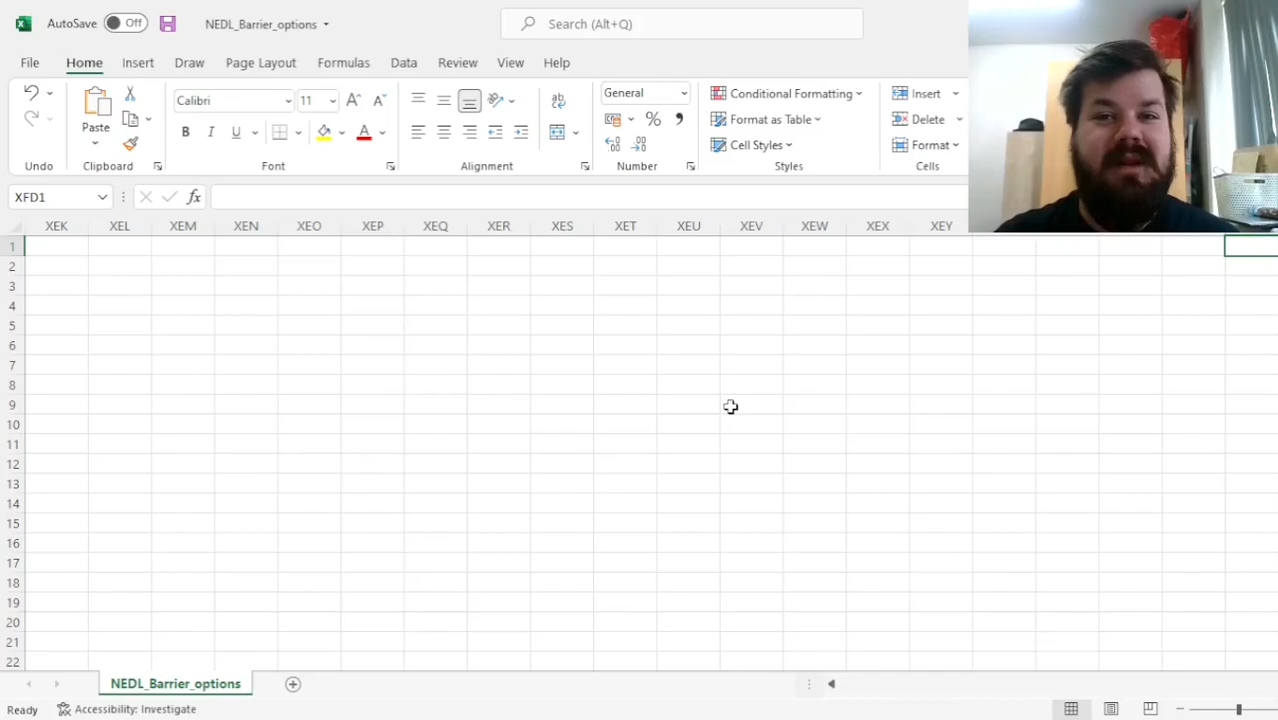 AutoSave Off NEDL_Barrier_options Search (Alt+Q)
File Home Insert Draw Page Layout Formulas Data Review View Help
Calibri 11 General Conditional Formatting Insert
Paste B I U A Format as Table Delete
Cell Styles Format
Undo Clipboard Font Alignment Number Styles Cells
XFD1 fx
XEK XEL XEM XEN XEO XEP XEQ XER XES XET XEU XEV XEW XEX XEY
1
2
3
4
5
6
7
8
9
10
11
12
13
14
15
16
17
18
19
20
21
22
NEDL_Barrier_options
Ready Accessibility: Investigate